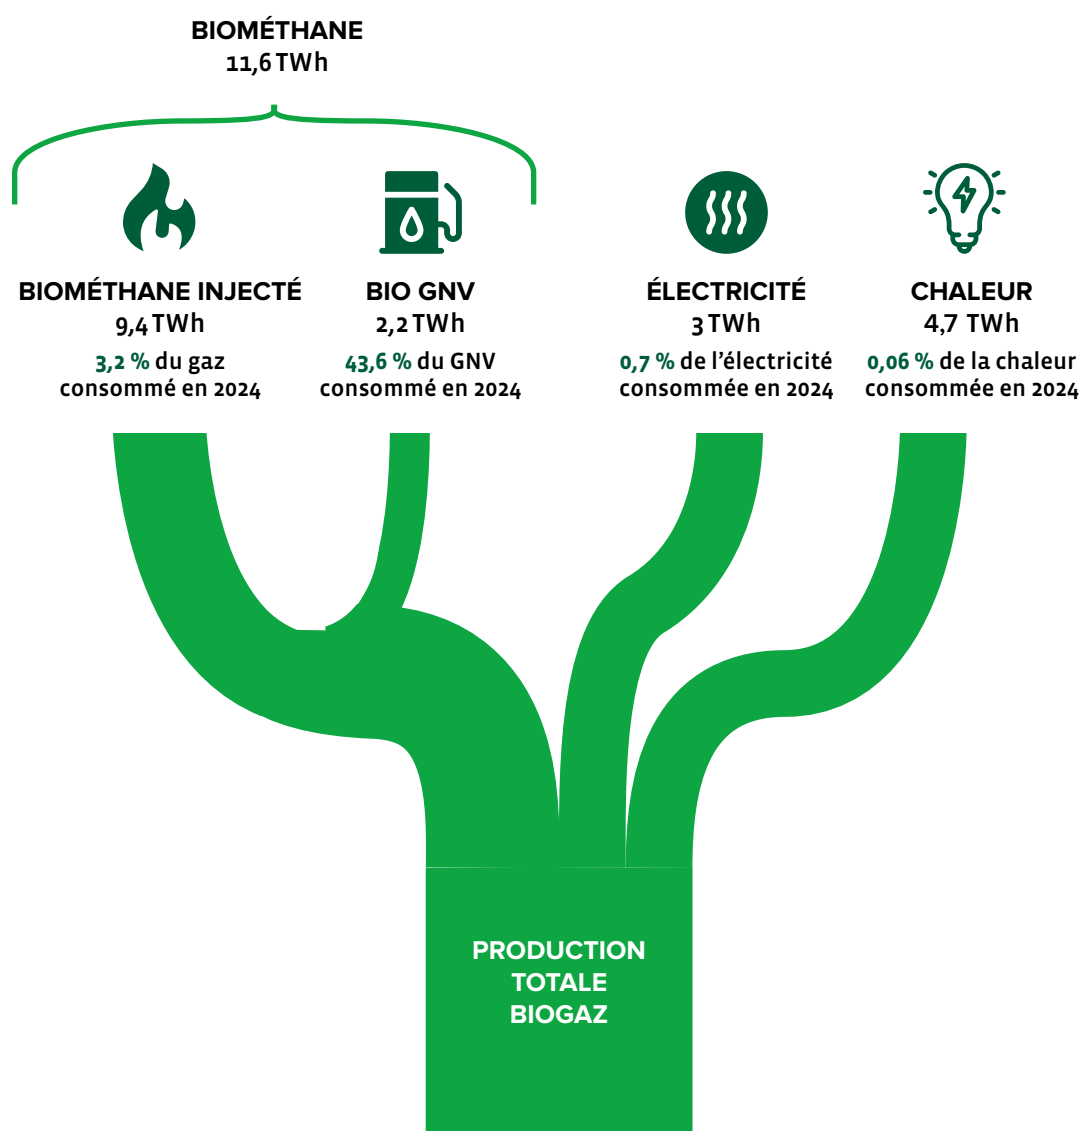 BIOMÉTHANE
11,6 TWh
BIOMÉTHANE INJECTÉ
9,4 TWh
3,2 % du gaz
consommé en 2024
BIO GNV
2,2 TWh
43,6 % du GNV
consommé en 2024
ÉLECTRICITÉ
3 TWh
0,7 % de l’électricité
consommée en 2024
CHALEUR
4,7 TWh
0,06 % de la chaleur
consommée en 2024
PRODUCTION
TOTALE
BIOGAZ